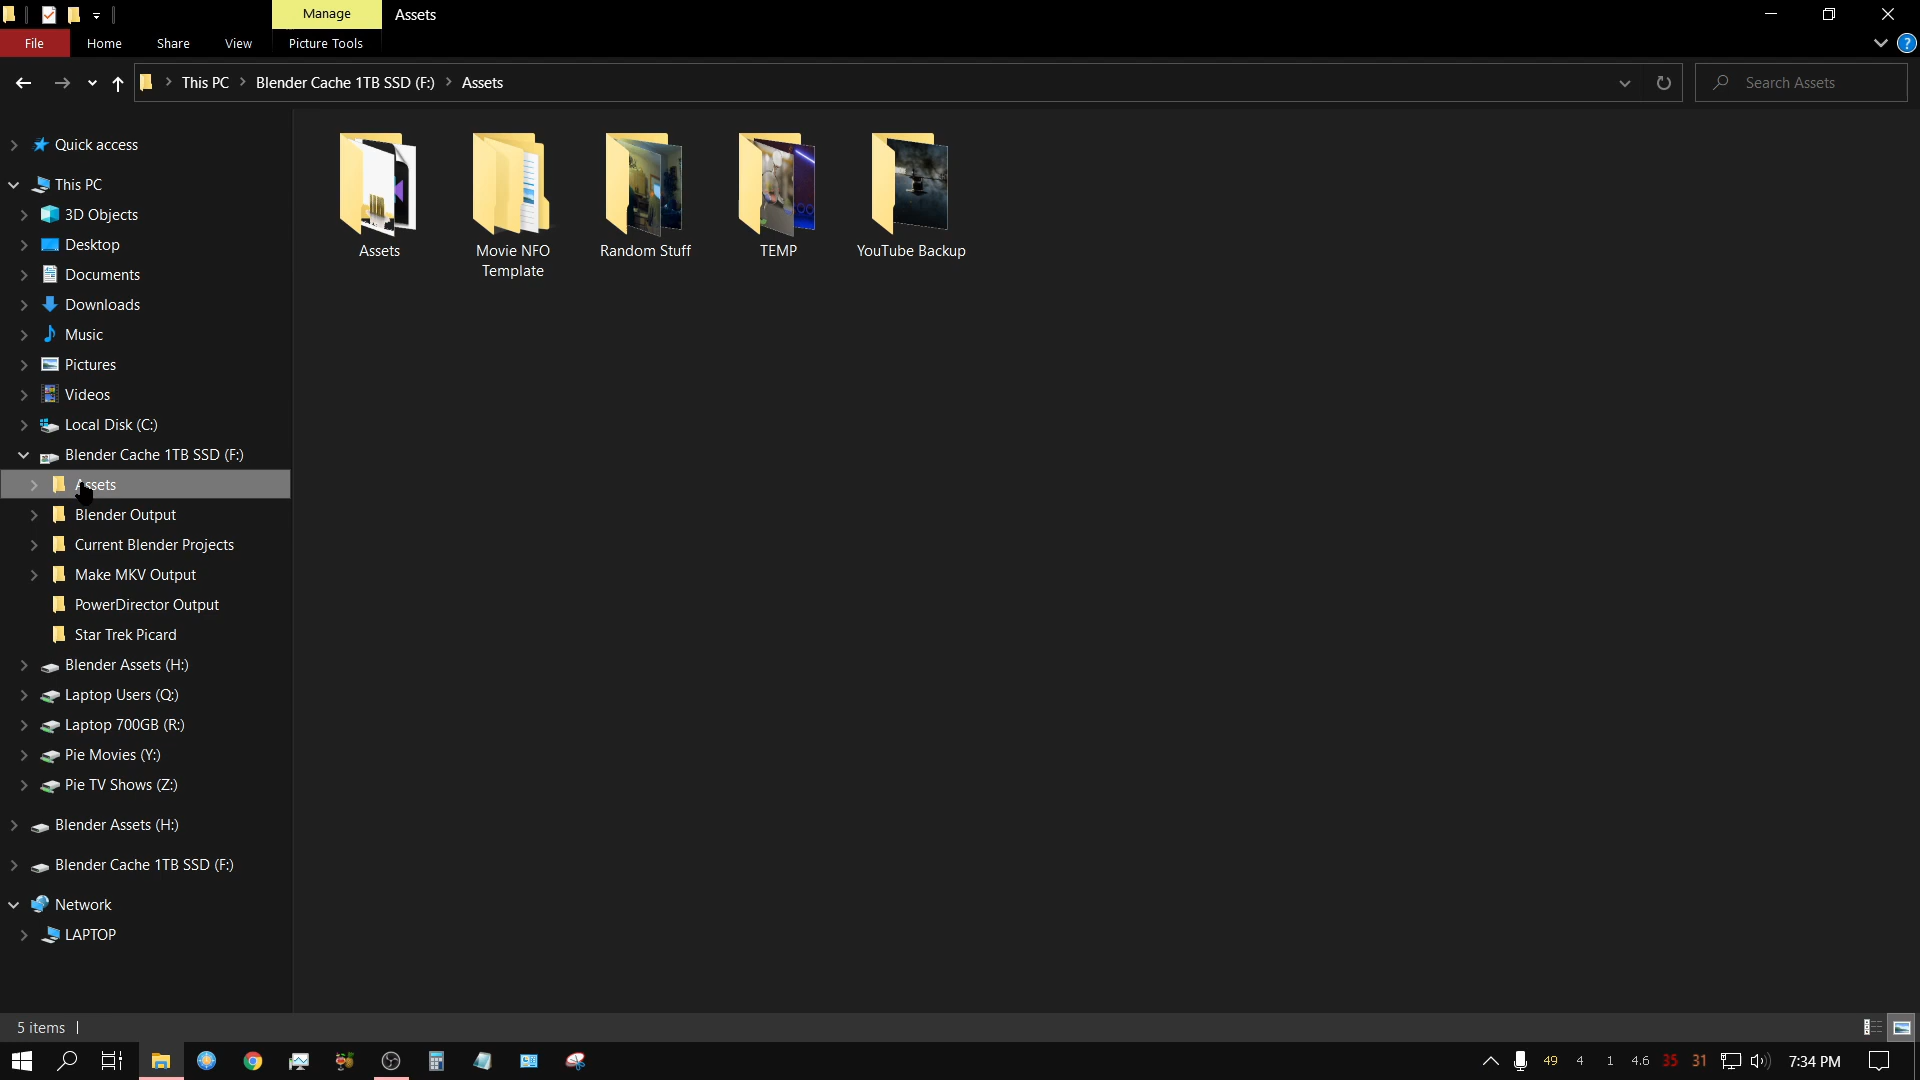 Manage
Assets
File
Home
Share
View
Picture Tools
This PC
Blender Cache 1TB SSD (F:)
Assets
Search Assets
Quick access
This PC
3D Objects
Desktop
Documents
Downloads
Music
Pictures
Videos
Local Disk (C:)
Blender Cache 1TB SSD (F:)
Assets
Blender Output
Current Blender Projects
Make MKV Output
PowerDirector Output
Star Trek Picard
Blender Assets (H:)
Laptop Users (Q:)
Laptop 700GB (R:)
Pie Movies (Y:)
Pie TV Shows (Z:)
Blender Assets (H:)
Blender Cache 1TB SSD (F:)
Network
LAPTOP
Assets
Movie NFO
Template
Random Stuff
TEMP
YouTube Backup
5 items
49 4 1 4.6 35 31
7:34 PM